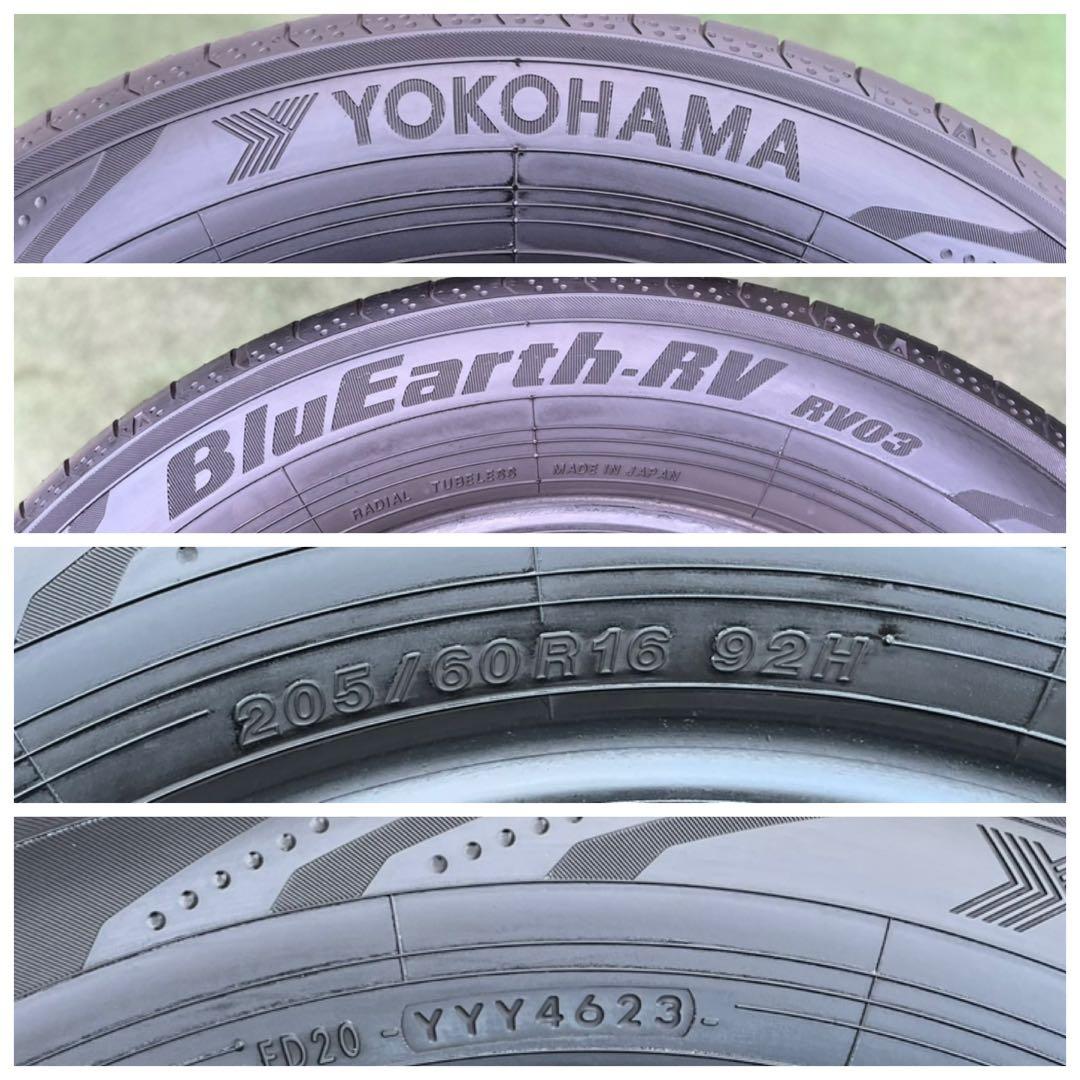 YOKOHAMA
BluEarth-RV RV03
RADIAL TUBELESS MADE IN JAPAN
205/60R16 92H
FD20 -YYY4623-